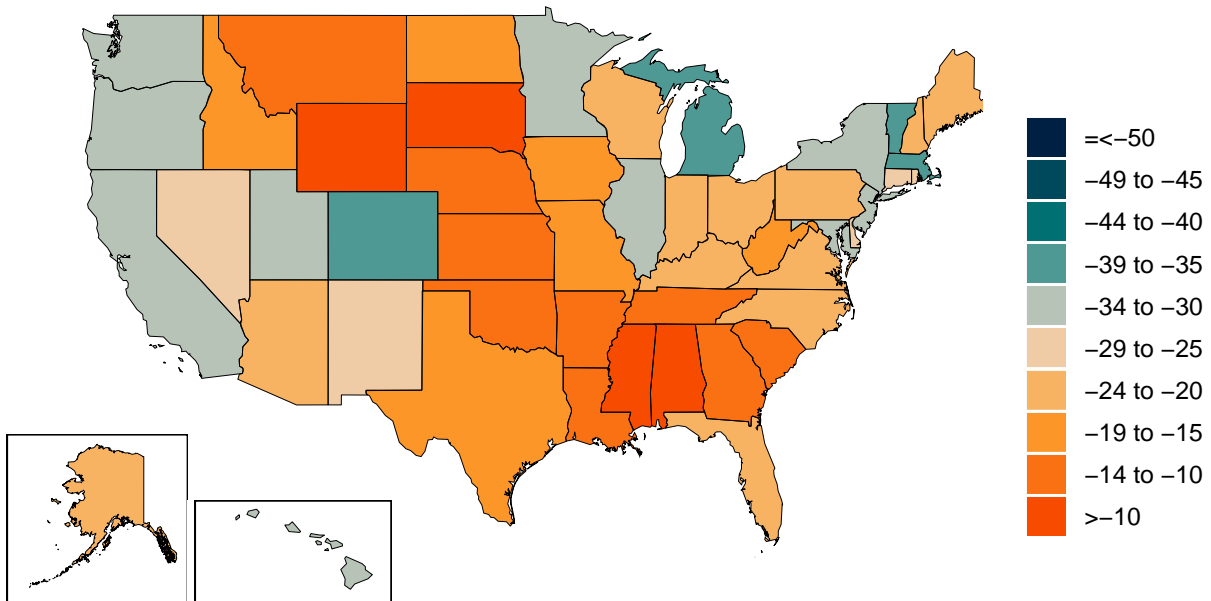 =<−50
−49 to −45
−44 to −40
−39 to −35
−34 to −30
−29 to −25
−24 to −20
−19 to −15
−14 to −10
>−10